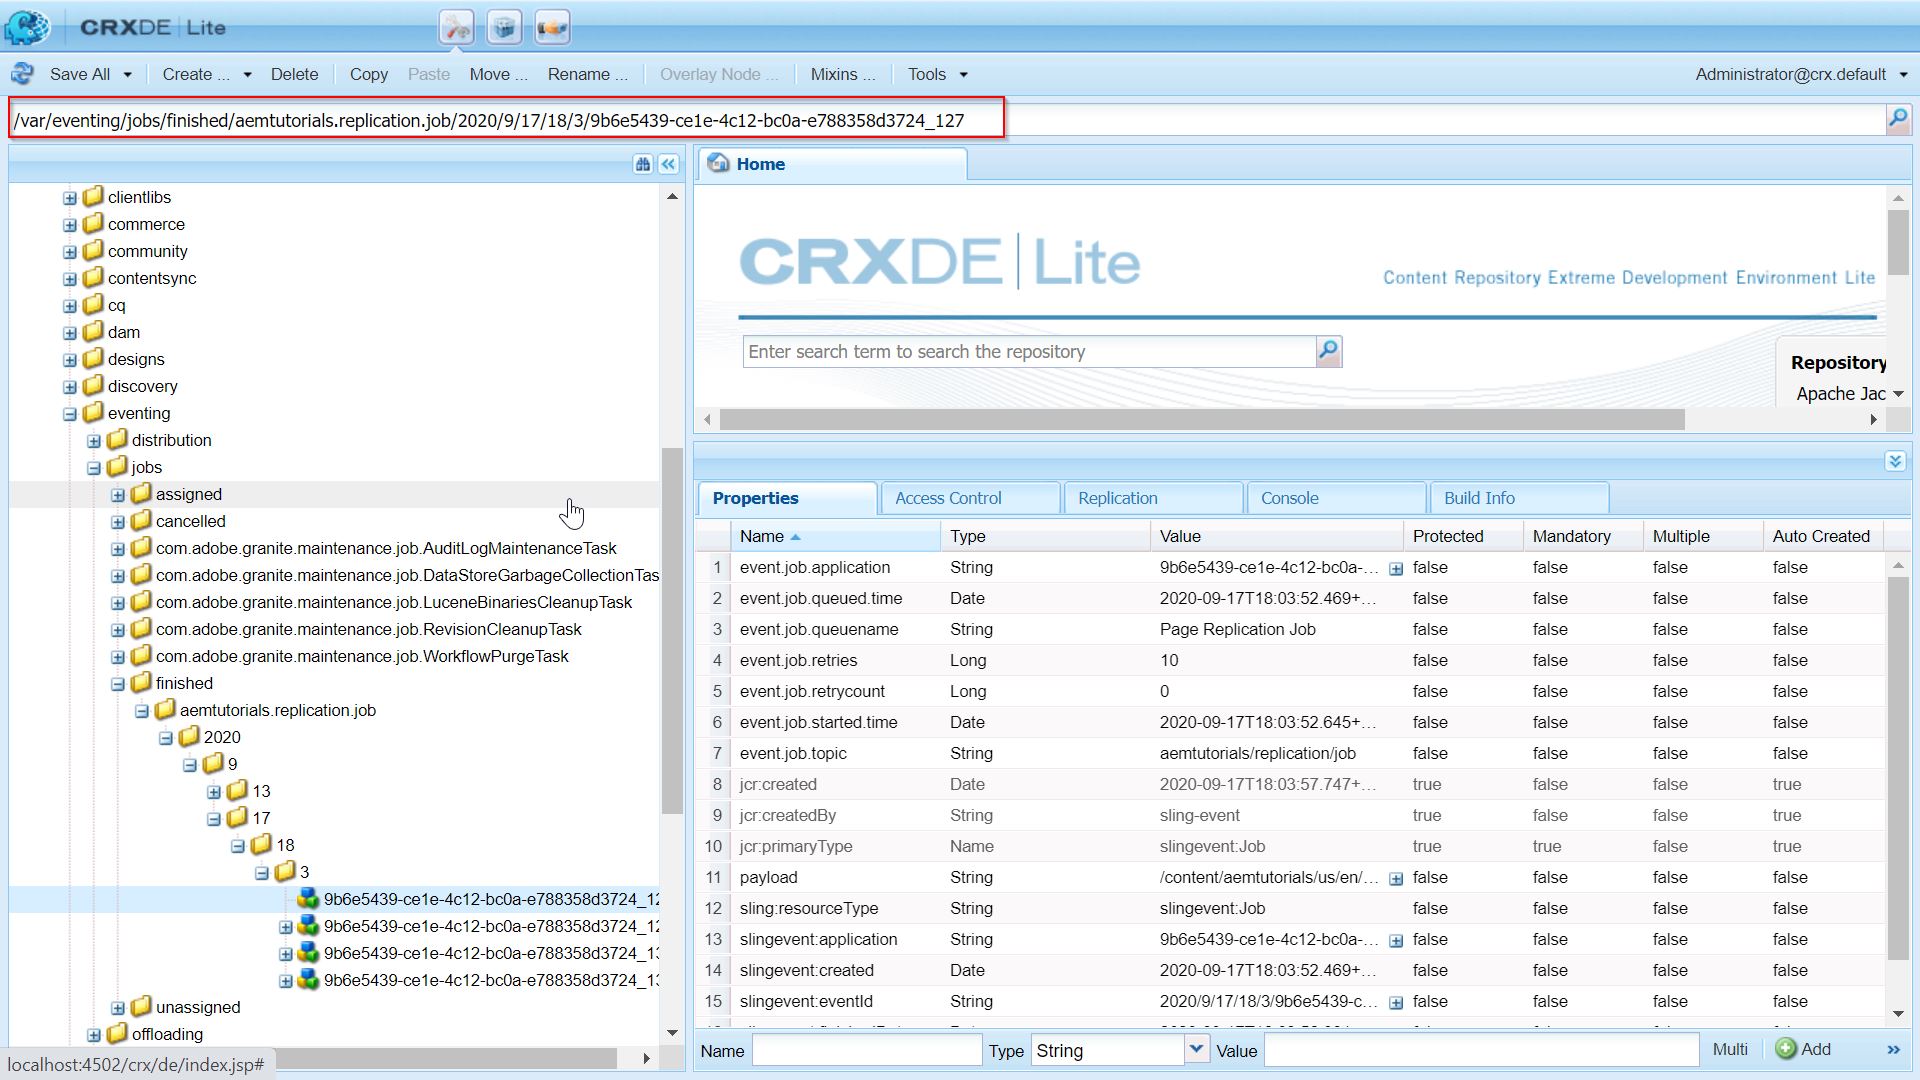 CRXDE | Lite
Save All Create ... Delete Copy Paste Move ... Rename ... Overlay Node ... Mixins ... Tools Administrator@crx.default
/var/eventing/jobs/finished/aemtutorials.replication.job/2020/9/17/18/3/9b6e5439-ce1e-4c12-bc0a-e788358d3724_127
clientlibs
commerce
community
contentsync
cq
dam
designs
discovery
eventing
distribution
jobs
assigned
cancelled
com.adobe.granite.maintenance.job.AuditLogMaintenanceTask
com.adobe.granite.maintenance.job.DataStoreGarbageCollectionTas
com.adobe.granite.maintenance.job.LuceneBinariesCleanupTask
com.adobe.granite.maintenance.job.RevisionCleanupTask
com.adobe.granite.maintenance.job.WorkflowPurgeTask
finished
aemtutorials.replication.job
2020
9
13
17
18
3
9b6e5439-ce1e-4c12-bc0a-e788358d3724_12
9b6e5439-ce1e-4c12-bc0a-e788358d3724_12
9b6e5439-ce1e-4c12-bc0a-e788358d3724_13
9b6e5439-ce1e-4c12-bc0a-e788358d3724_13
unassigned
offloading
localhost:4502/crx/de/index.jsp#
Home
CRXDE | Lite
Content Repository Extreme Development Environment Lite
Enter search term to search the repository
Repository
Apache Jac
Properties Access Control Replication Console Build Info
Name Type Value Protected Mandatory Multiple Auto Created
1 event.job.application String 9b6e5439-ce1e-4c12-bc0a-... false false false false
2 event.job.queued.time Date 2020-09-17T18:03:52.469+... false false false false
3 event.job.queuename String Page Replication Job false false false false
4 event.job.retries Long 10 false false false false
5 event.job.retrycount Long 0 false false false false
6 event.job.started.time Date 2020-09-17T18:03:52.645+... false false false false
7 event.job.topic String aemtutorials/replication/job false false false false
8 jcr:created Date 2020-09-17T18:03:57.747+... true false false true
9 jcr:createdBy String sling-event true false false true
10 jcr:primaryType Name slingevent:Job true true false true
11 payload String /content/aemtutorials/us/en/... false false false false
12 sling:resourceType String slingevent:Job false false false false
13 slingevent:application String 9b6e5439-ce1e-4c12-bc0a-... false false false false
14 slingevent:created Date 2020-09-17T18:03:52.469+... false false false false
15 slingevent:eventId String 2020/9/17/18/3/9b6e5439-c... false false false false
Name Type String Value Multi Add